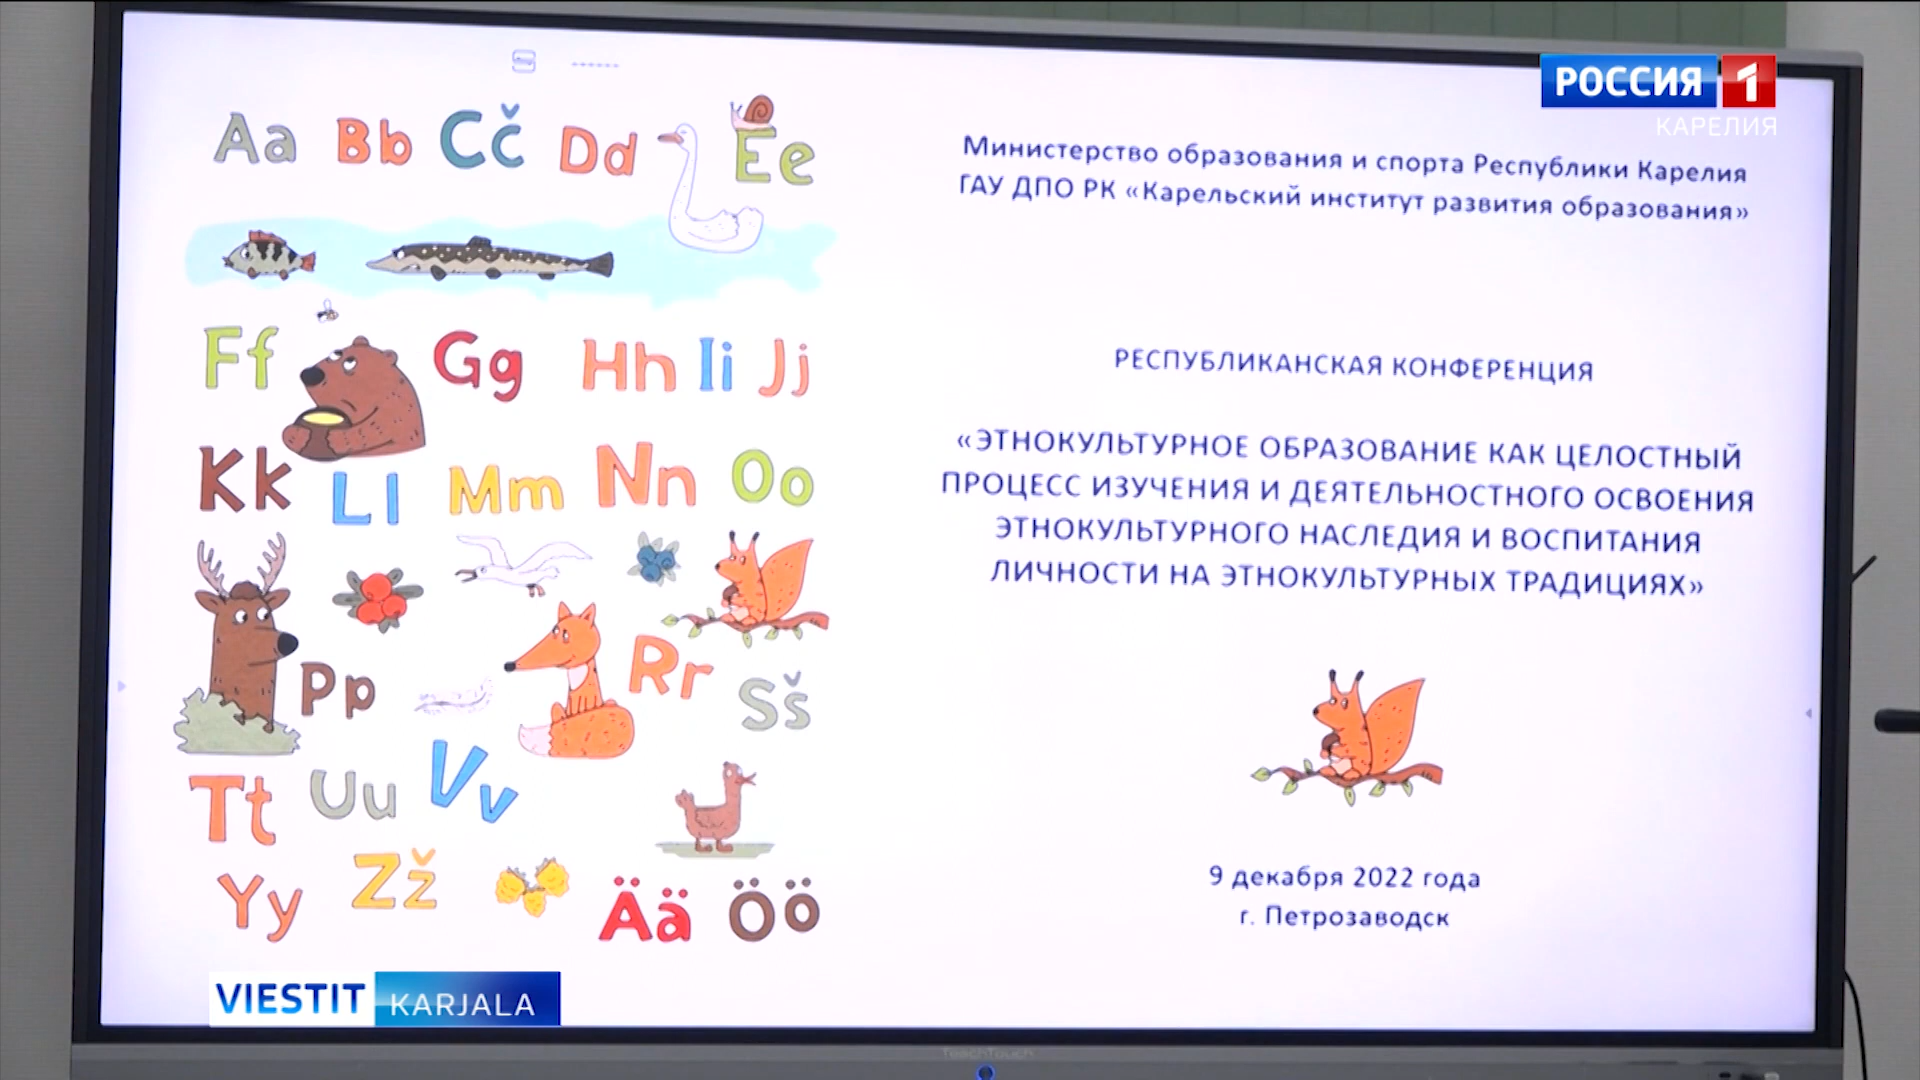 РОССИЯ 1
КАРЕЛИЯ
Aa Bb Cč Dd Ee
Ff Gg Hh Ii Jj
Kk Ll Mm Nn Oo
Pp Rr Sš
Tt Uu Vv
Yy Zž Ää Öö
Министерство образования и спорта Республики Карелия
ГАУ ДПО РК «Карельский институт развития образования»
РЕСПУБЛИКАНСКАЯ КОНФЕРЕНЦИЯ
«ЭТНОКУЛЬТУРНОЕ ОБРАЗОВАНИЕ КАК ЦЕЛОСТНЫЙ
ПРОЦЕСС ИЗУЧЕНИЯ И ДЕЯТЕЛЬНОСТНОГО ОСВОЕНИЯ
ЭТНОКУЛЬТУРНОГО НАСЛЕДИЯ И ВОСПИТАНИЯ
ЛИЧНОСТИ НА ЭТНОКУЛЬТУРНЫХ ТРАДИЦИЯХ»
9 декабря 2022 года
г. Петрозаводск
VIESTIT KARJALA
TeachTouch